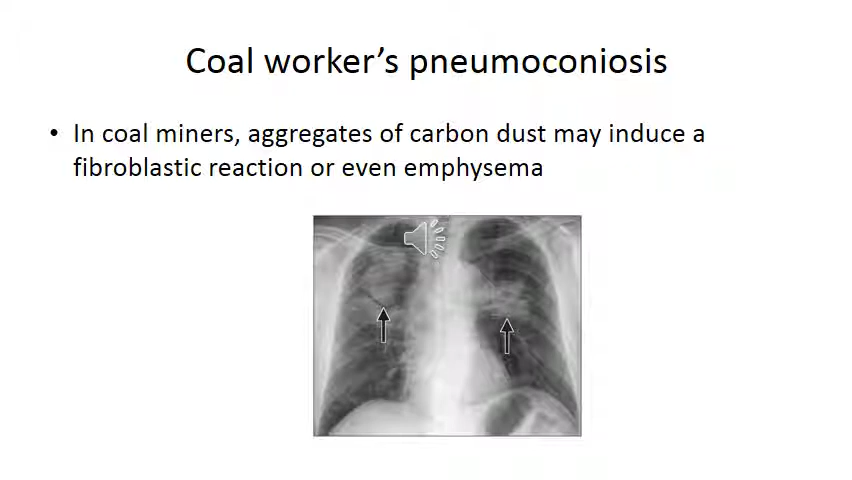 Coal worker’s pneumoconiosis
• In coal miners, aggregates of carbon dust may induce a
fibroblastic reaction or even emphysema